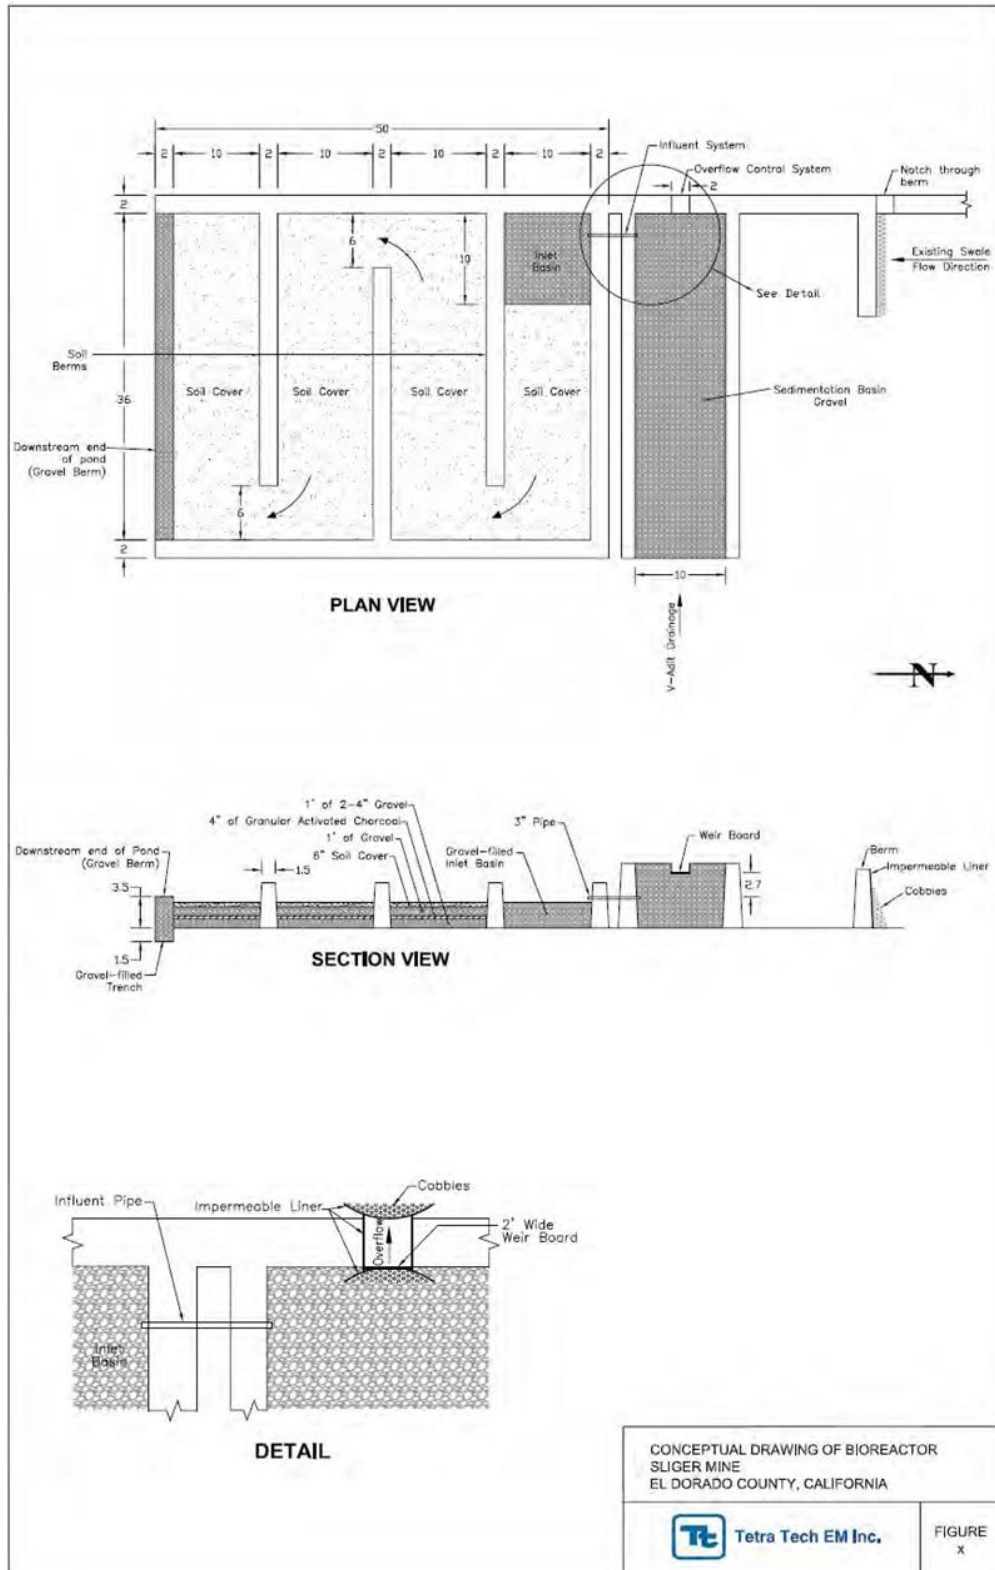 50
2
10
2
10
2
10
2
10
2
Influent System
Overflow Control System
2
Notch through
berm
2
6
10
Inlet
Basin
Existing Swale
Flow Direction
See Detail
Soil
Berms
36
Soil Cover
Soil Cover
Soil Cover
Soil Cover
Sedimentation Basin
Gravel
Downstream end
of pond
(Gravel Berm)
6
2
10
PLAN VIEW
V-Adit Drainage
N
1' of 2-4" Gravel
4" of Granular Activated Charcoal
1' of Gravel
6" Soil Cover
3" Pipe
Gravel-filled
Inlet Basin
Weir Board
Downstream end of Pond
(Gravel Berm)
Berm
Impermeable Liner
Cobbles
3.5
1.5
2.7
1.5
Gravel-filled
Trench
SECTION VIEW
Influent Pipe
Impermeable Liner
Cobbles
Overflow
2' Wide
Weir Board
Inlet
Basin
DETAIL
CONCEPTUAL DRAWING OF BIOREACTOR
SLIGER MINE
EL DORADO COUNTY, CALIFORNIA
Tt
Tetra Tech EM Inc.
FIGURE
x